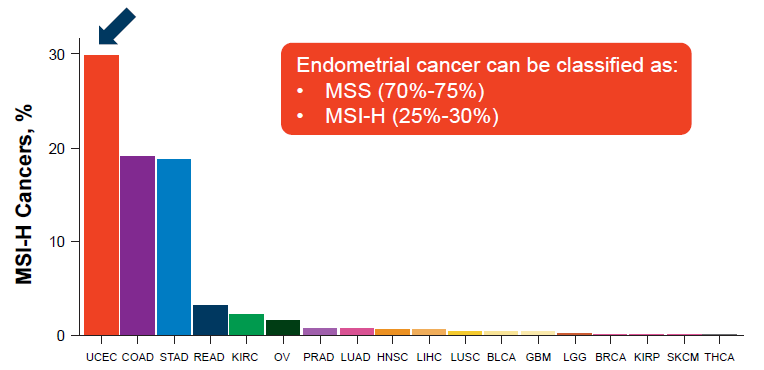 Endometrial cancer can be classified as:
• MSS (70%-75%)
• MSI-H (25%-30%)
MSI-H Cancers, %
30
20
10
0
UCEC COAD STAD READ KIRC OV PRAD LUAD HNSC LIHC LUSC BLCA GBM LGG BRCA KIRP SKCM THCA